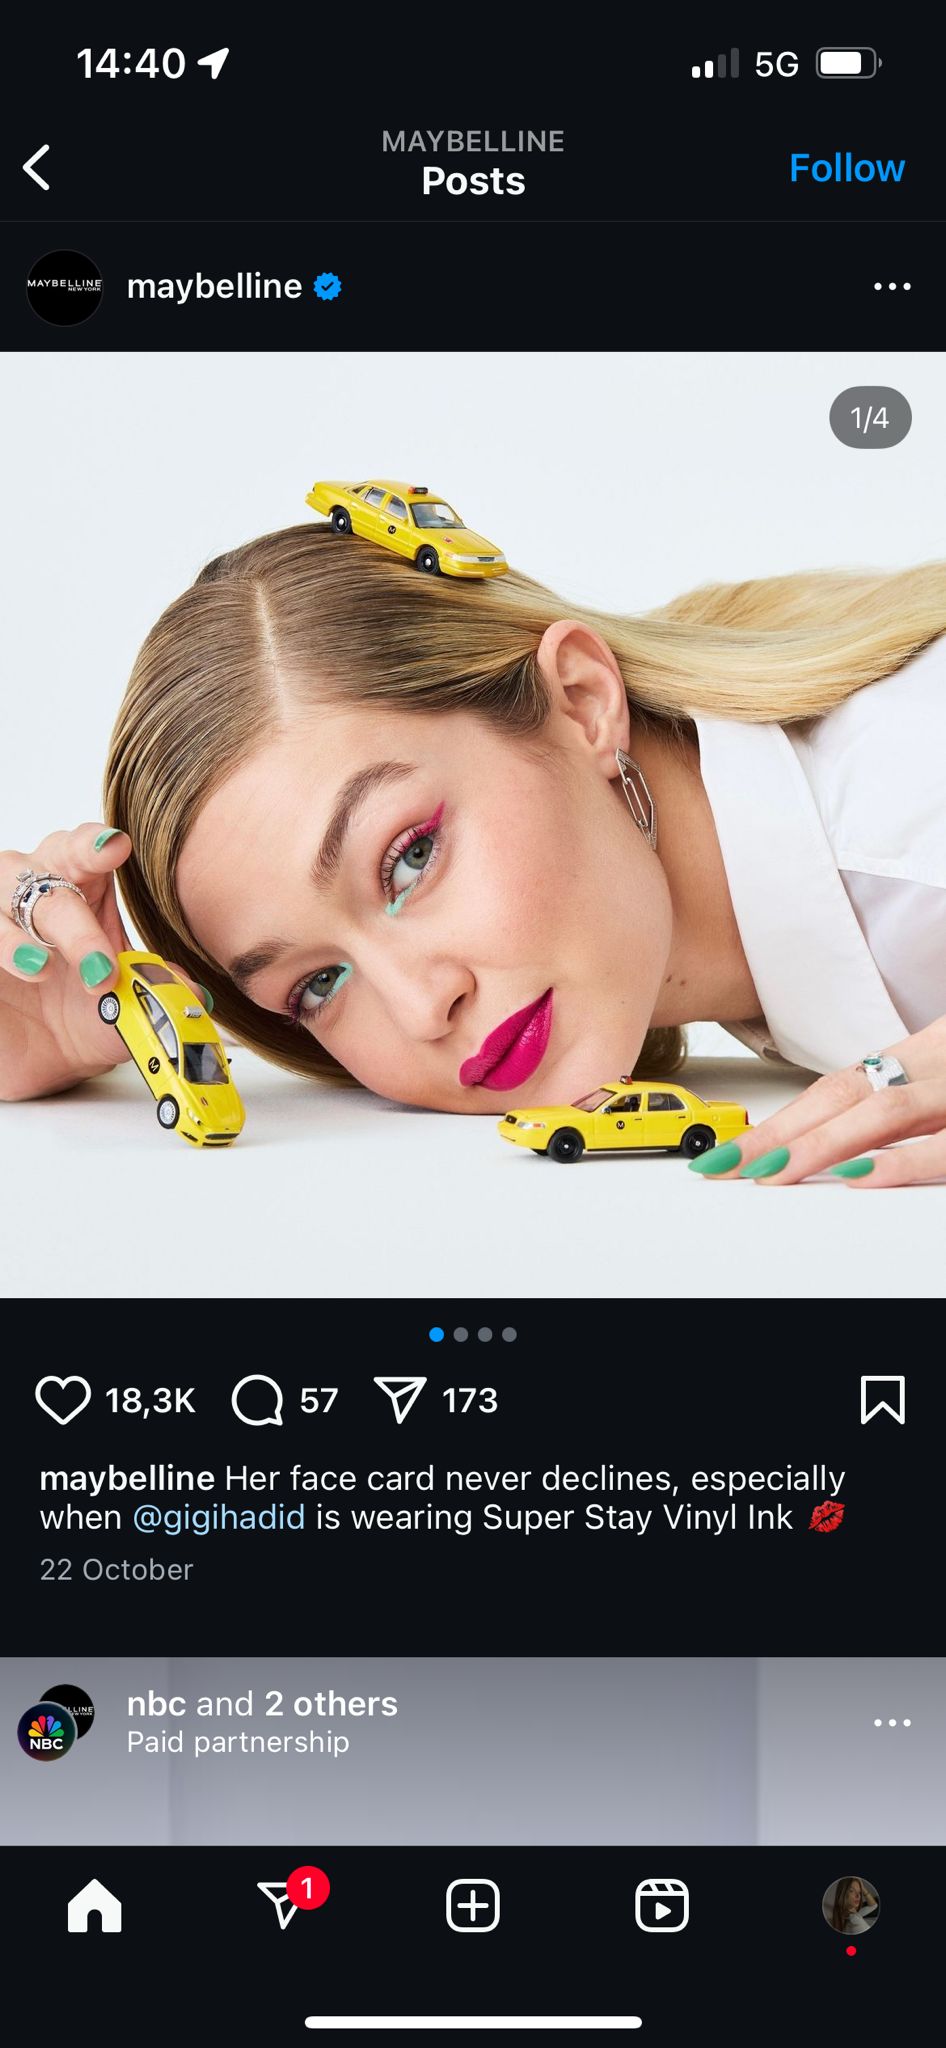 14:40
5G
MAYBELLINE
Posts
Follow
MAYBELLINE
NEW YORK
maybelline
1/4
M
M
M
18,3K
57
173
maybelline Her face card never declines, especially
when @gigihadid is wearing Super Stay Vinyl Ink 💋
22 October
LLINE
NBC
nbc and 2 others
Paid partnership
1